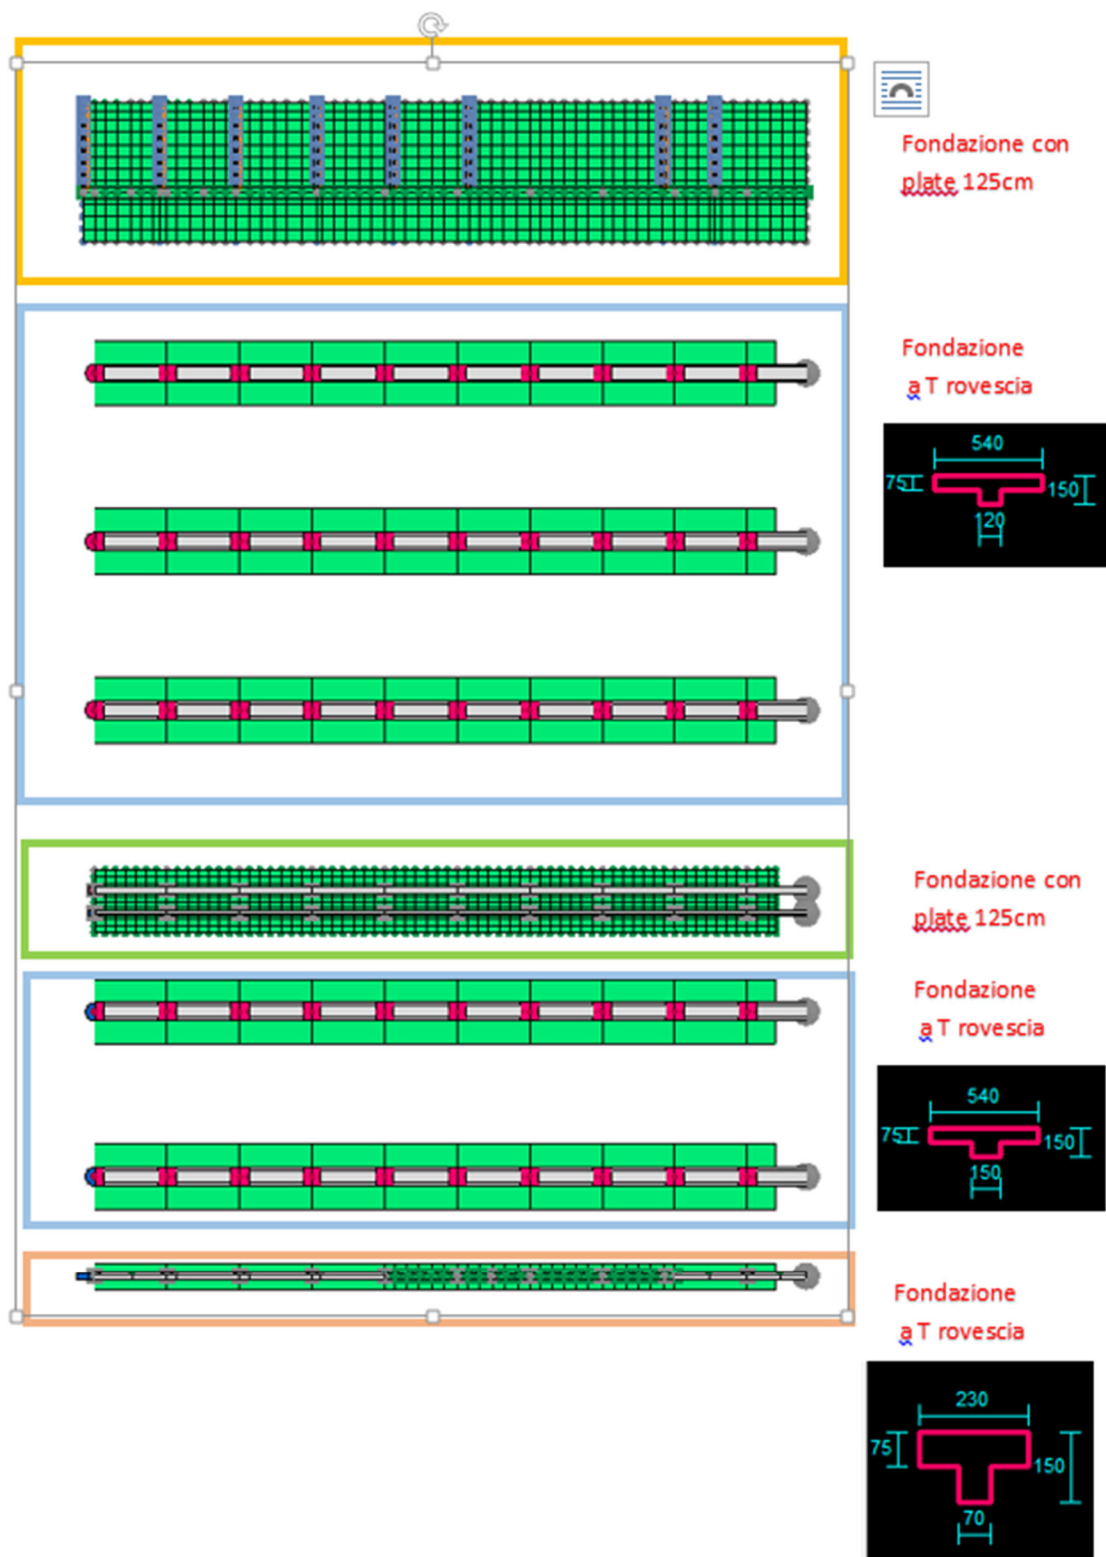 Fondazione con
plate 125cm
Fondazione
a T rovescia
540
75
150
120
Fondazione con
plate 125cm
Fondazione
a T rovescia
540
75
150
150
Fondazione
a T rovescia
230
75
150
70